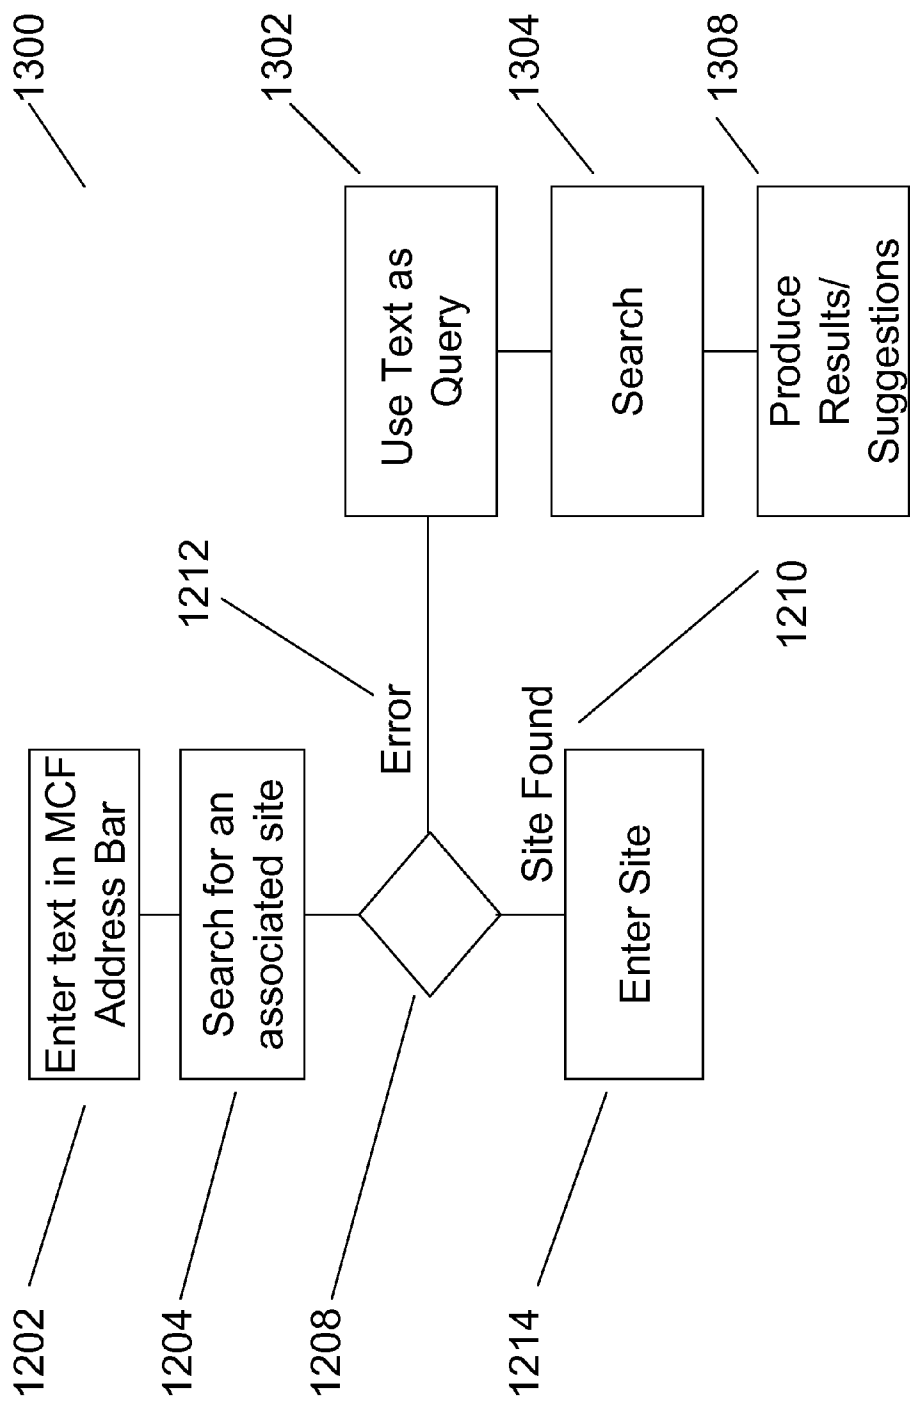 1300
Enter text in MCF
Address Bar
1202
Search for an
associated site
1204
1208
Error
1212
Use Text as
Query
1302
Search
1304
Produce
Results/
Suggestions
1308
Site Found
1210
Enter Site
1214